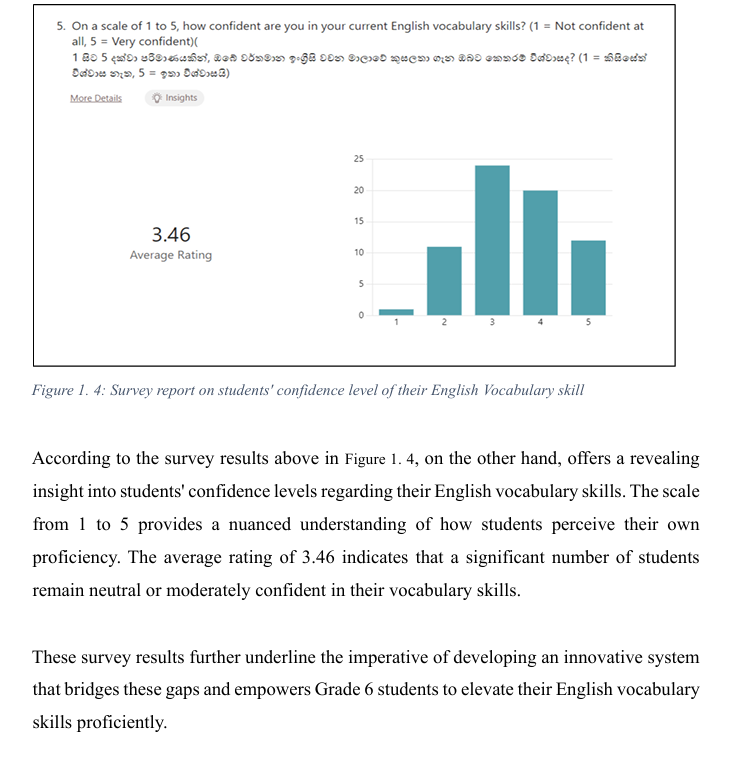 5. On a scale of 1 to 5, how confident are you in your current English vocabulary skills? (1 = Not confident at
all, 5 = Very confident)(
1 සිට 5 දක්වා පරිමාණයකින්, ඔබේ වර්තමාන ඉංග්‍රීසි වචන මාලාවේ කුසලතා ගැන ඔබට කෙතරම් විශ්වාසද? (1 = කිසිසේත්
විශ්වාස නැත, 5 = ඉතා විශ්වාසයි)
More Details
Insights
3.46
Average Rating
25
20
15
10
5
0
1 2 3 4 5
Figure 1. 4: Survey report on students' confidence level of their English Vocabulary skill
According to the survey results above in Figure 1. 4, on the other hand, offers a revealing
insight into students' confidence levels regarding their English vocabulary skills. The scale
from 1 to 5 provides a nuanced understanding of how students perceive their own
proficiency. The average rating of 3.46 indicates that a significant number of students
remain neutral or moderately confident in their vocabulary skills.
These survey results further underline the imperative of developing an innovative system
that bridges these gaps and empowers Grade 6 students to elevate their English vocabulary
skills proficiently.